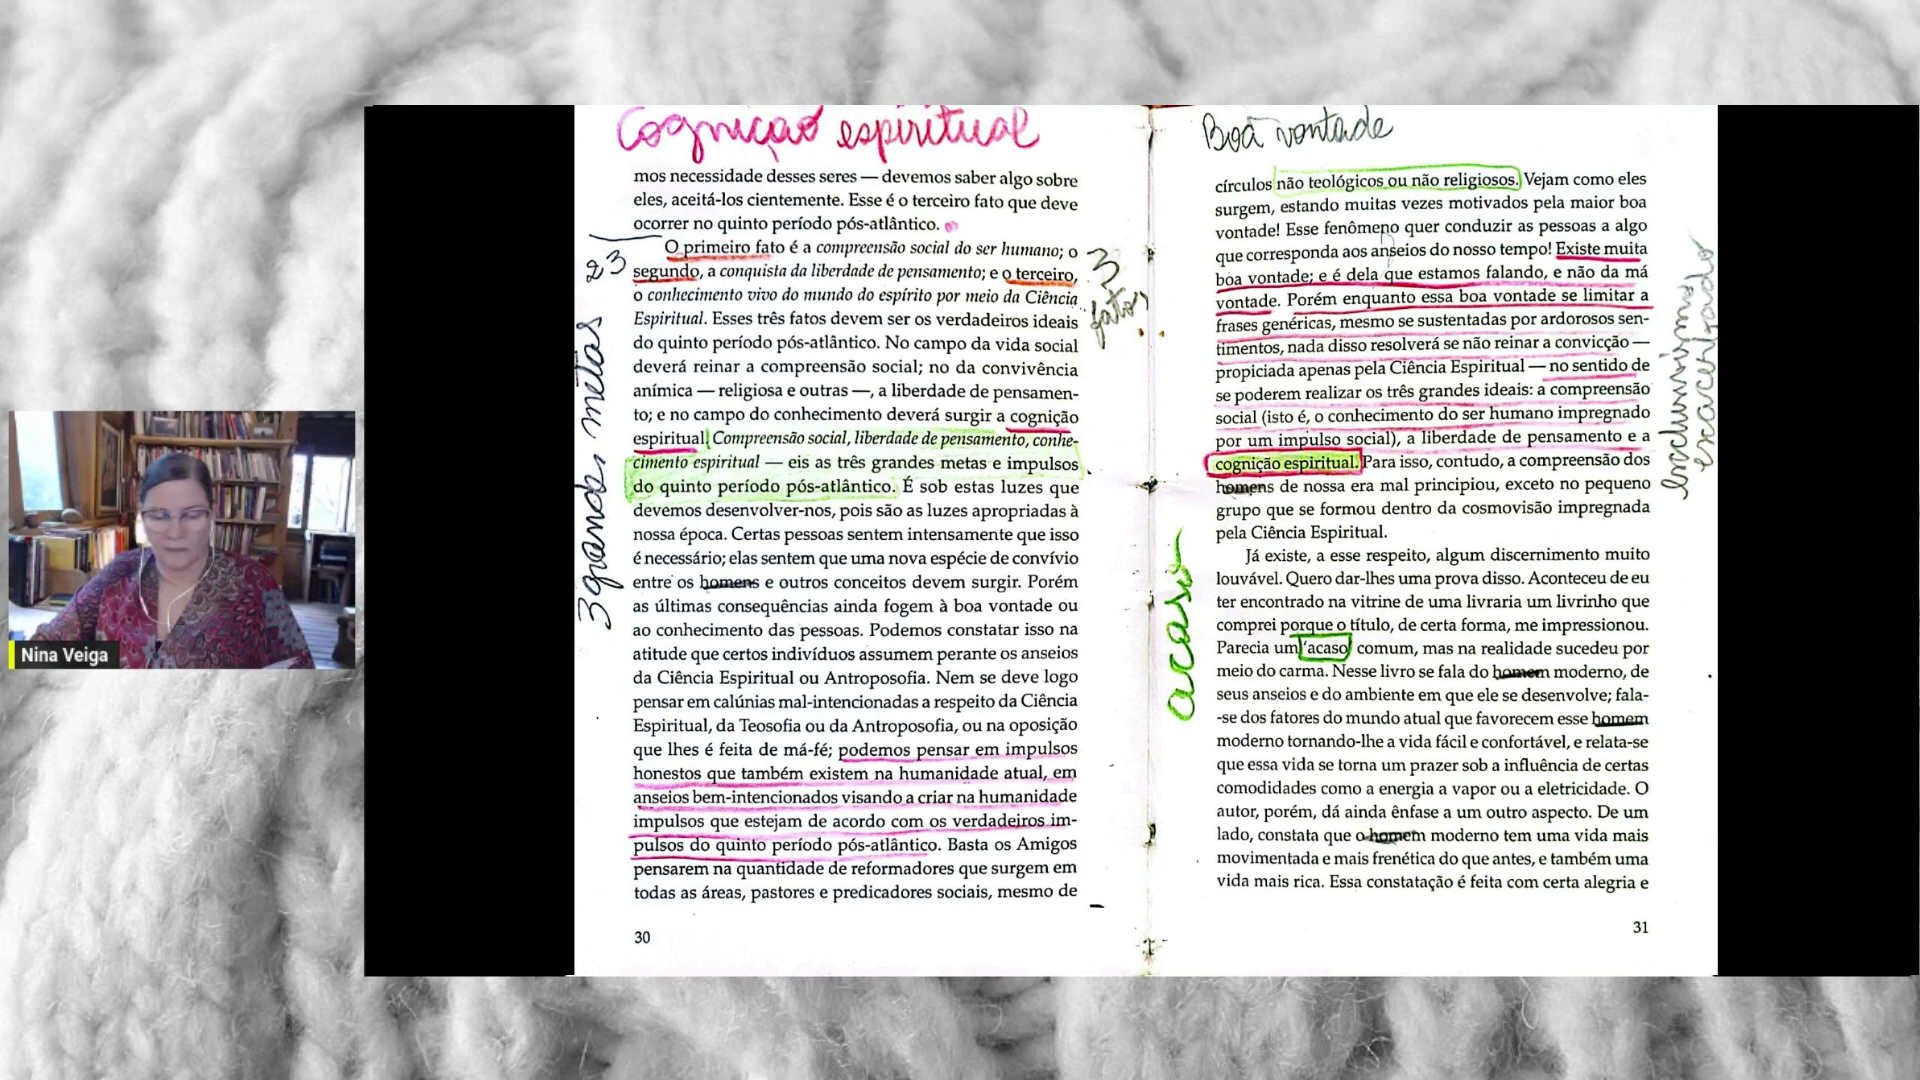 Cognição espiritual
mos necessidade desses seres — devemos saber algo sobre
eles, aceitá-los cientemente. Esse é o terceiro fato que deve
ocorrer no quinto período pós-atlântico.
O primeiro fato é a compreensão social do ser humano; o
segundo, a conquista da liberdade de pensamento; e o terceiro,
o conhecimento vivo do mundo do espírito por meio da Ciência
Espiritual. Esses três fatos devem ser os verdadeiros ideais
do quinto período pós-atlântico. No campo da vida social
deverá reinar a compreensão social; no da convivência
anímica — religiosa e outras —, a liberdade de pensamen-
to; e no campo do conhecimento deverá surgir a cognição
espiritual. Compreensão social, liberdade de pensamento, conhe-
cimento espiritual — eis as três grandes metas e impulsos
do quinto período pós-atlântico. É sob estas luzes que
devemos desenvolver-nos, pois são as luzes apropriadas à
nossa época. Certas pessoas sentem intensamente que isso
é necessário; elas sentem que uma nova espécie de convívio
entre os homens e outros conceitos devem surgir. Porém
as últimas consequências ainda fogem à boa vontade ou
ao conhecimento das pessoas. Podemos constatar isso na
atitude que certos indivíduos assumem perante os anseios
da Ciência Espiritual ou Antroposofia. Nem se deve logo
pensar em calúnias mal-intencionadas a respeito da Ciência
Espiritual, da Teosofia ou da Antroposofia, ou na oposição
que lhes é feita de má-fé; podemos pensar em impulsos
honestos que também existem na humanidade atual, em
anseios bem-intencionados visando a criar na humanidade
impulsos que estejam de acordo com os verdadeiros im-
pulsos do quinto período pós-atlântico. Basta os Amigos
pensarem na quantidade de reformadores que surgem em
todas as áreas, pastores e predicadores sociais, mesmo de
30
23
3 grandes metas
3
fatos
Boa vontade
círculos não teológicos ou não religiosos. Vejam como eles
surgem, estando muitas vezes motivados pela maior boa
vontade! Esse fenômeno quer conduzir as pessoas a algo
que corresponda aos anseios do nosso tempo! Existe muita
boa vontade; e é dela que estamos falando, e não da má
vontade. Porém enquanto essa boa vontade se limitar a
frases genéricas, mesmo se sustentadas por ardorosos sen-
timentos, nada disso resolverá se não reinar a convicção —
propiciada apenas pela Ciência Espiritual — no sentido de
se poderem realizar os três grandes ideais: a compreensão
social (isto é, o conhecimento do ser humano impregnado
por um impulso social), a liberdade de pensamento e a
cognição espiritual. Para isso, contudo, a compreensão dos
homens de nossa era mal principiou, exceto no pequeno
grupo que se formou dentro da cosmovisão impregnada
pela Ciência Espiritual.
Já existe, a esse respeito, algum discernimento muito
louvável. Quero dar-lhes uma prova disso. Aconteceu de eu
ter encontrado na vitrine de uma livraria um livrinho que
comprei porque o título, de certa forma, me impressionou.
Parecia um 'acaso' comum, mas na realidade sucedeu por
meio do carma. Nesse livro se fala do homem moderno, de
seus anseios e do ambiente em que ele se desenvolve; fala-
-se dos fatores do mundo atual que favorecem esse homem
moderno tornando-lhe a vida fácil e confortável, e relata-se
que essa vida se torna um prazer sob a influência de certas
comodidades como a energia a vapor ou a eletricidade. O
autor, porém, dá ainda ênfase a um outro aspecto. De um
lado, constata que o homem moderno tem uma vida mais
movimentada e mais frenética do que antes, e também uma
vida mais rica. Essa constatação é feita com certa alegria e
31
acaso
exacerbado
Nina Veiga